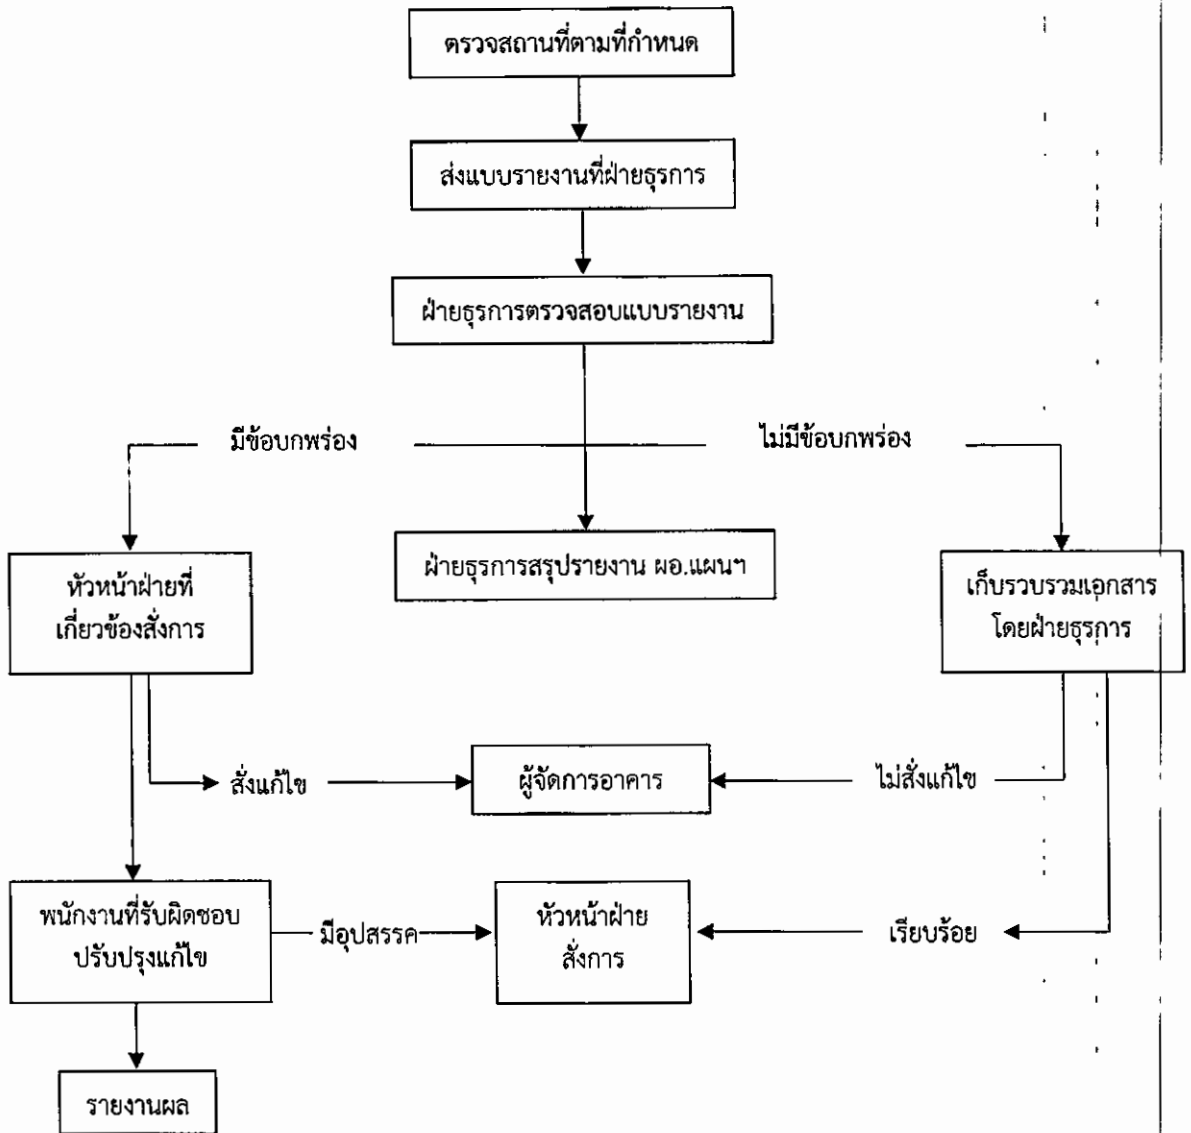 ตรวจสถานที่ตามที่กำหนด
ส่งแบบรายงานที่ฝ่ายธุรการ
ฝ่ายธุรการตรวจสอบแบบรายงาน
มีข้อบกพร่อง
ไม่มีข้อบกพร่อง
หัวหน้าฝ่ายที่
เกี่ยวข้องสั่งการ
ฝ่ายธุรการสรุปรายงาน ผอ.แผนฯ
เก็บรวบรวมเอกสาร
โดยฝ่ายธุรการ
สั่งแก้ไข
ผู้จัดการอาคาร
ไม่สั่งแก้ไข
พนักงานที่รับผิดชอบ
ปรับปรุงแก้ไข
มีอุปสรรค
หัวหน้าฝ่าย
สั่งการ
เรียบร้อย
รายงานผล